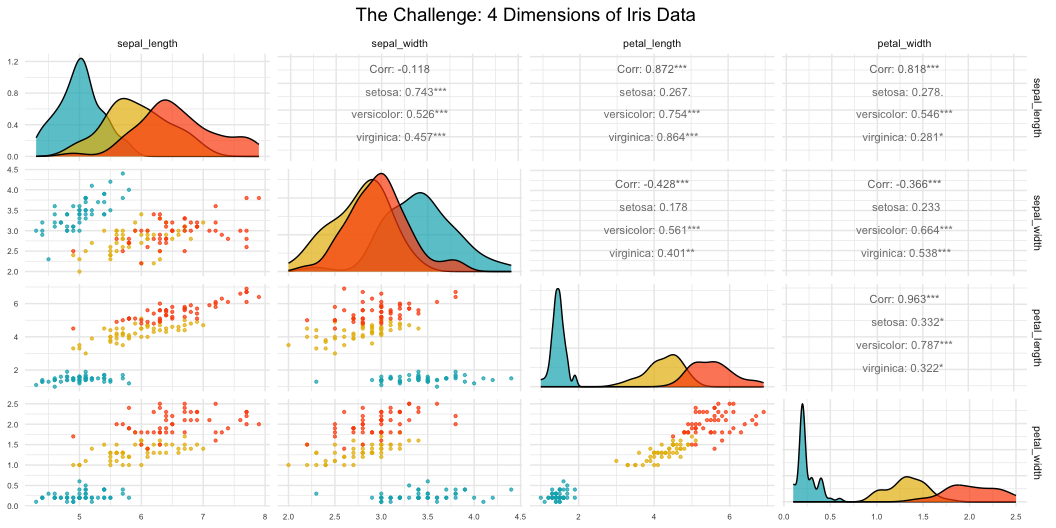 The Challenge: 4 Dimensions of Iris Data
sepal_length
sepal_width
petal_length
petal_width
1.2
0.8
0.4
0.0
Corr: -0.118
setosa: 0.743***
versicolor: 0.526***
virginica: 0.457***
Corr: 0.872***
setosa: 0.267.
versicolor: 0.754***
virginica: 0.864***
Corr: 0.818***
setosa: 0.278.
versicolor: 0.546***
virginica: 0.281*
sepal_length
4.5
4.0
3.5
3.0
2.5
2.0
Corr: -0.428***
setosa: 0.178
versicolor: 0.561***
virginica: 0.401**
Corr: -0.366***
setosa: 0.233
versicolor: 0.664***
virginica: 0.538***
sepal_width
6
4
2
Corr: 0.963***
setosa: 0.332*
versicolor: 0.787***
virginica: 0.322*
petal_length
2.5
2.0
1.5
1.0
0.5
0.0
petal_width
5 6 7 8
2.0 2.5 3.0 3.5 4.0 4.5
2 4 6
0.0 0.5 1.0 1.5 2.0 2.5